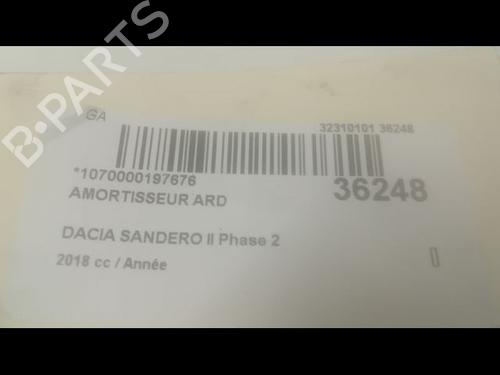 B-PARTS
GA
32310101 36248
*1070000197676
36248
AMORTISSEUR ARD
DACIA SANDERO II Phase 2
2018 cc / Année